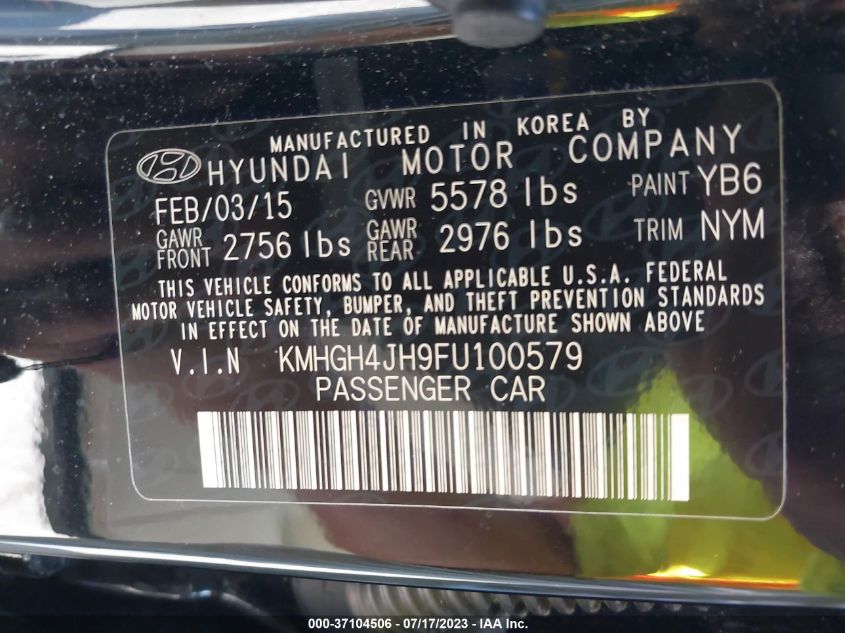 MANUFACTURED IN KOREA BY
HYUNDAI MOTOR COMPANY
FEB/03/15 GVWR 5578 lbs PAINT YB6
GAWR FRONT 2756 lbs GAWR REAR 2976 lbs TRIM NYM
THIS VEHICLE CONFORMS TO ALL APPLICABLE U.S.A. FEDERAL
MOTOR VEHICLE SAFETY, BUMPER, AND THEFT PREVENTION STANDARDS
IN EFFECT ON THE DATE OF MANUFACTURE SHOWN ABOVE
V.I.N KMHGH4JH9FU100579
PASSENGER CAR
000-37104506 - 07/17/2023 - IAA Inc.